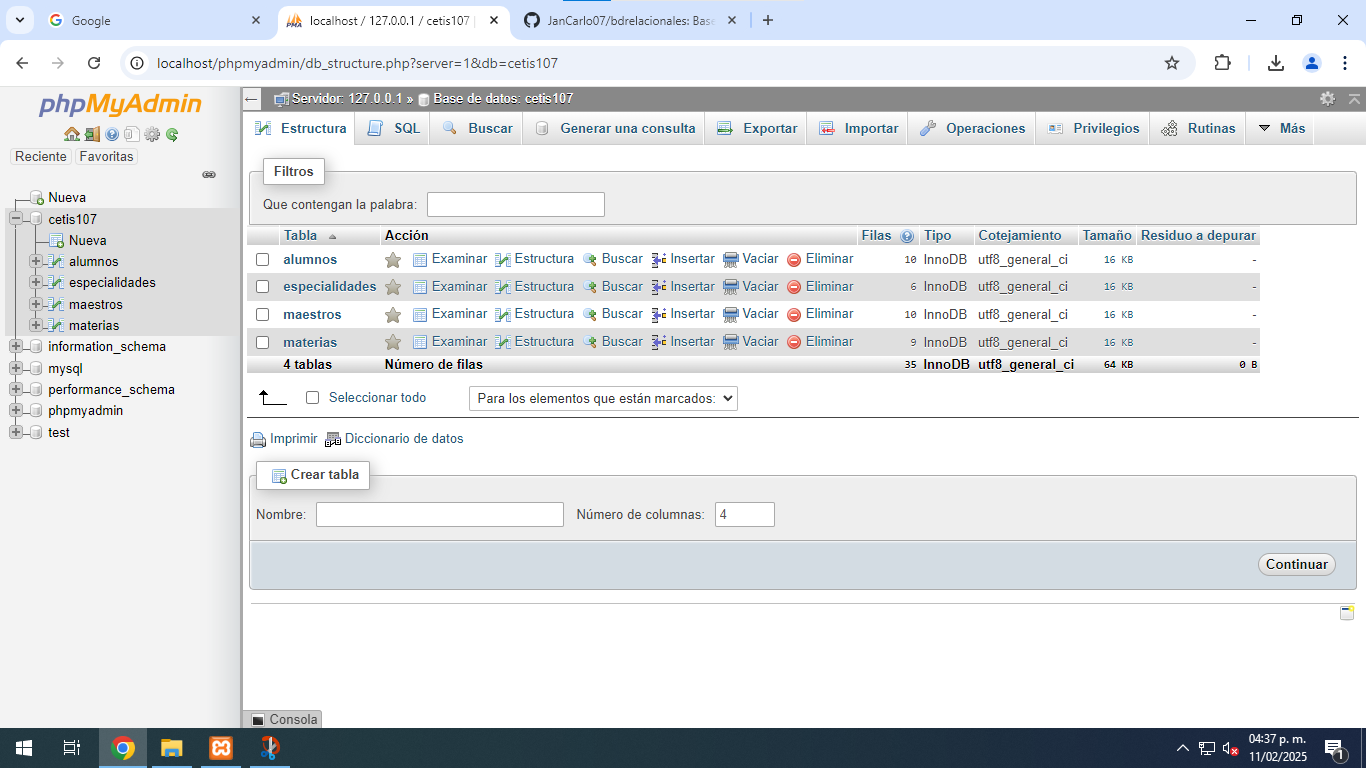 Google
localhost / 127.0.0.1 / cetis107
JanCarlo07/bdrelacionales: Base
localhost/phpmyadmin/db_structure.php?server=1&db=cetis107
phpMyAdmin
Reciente Favoritas
Nueva
cetis107
Nueva
alumnos
especialidades
maestros
materias
information_schema
mysql
performance_schema
phpmyadmin
test
Servidor: 127.0.0.1 » Base de datos: cetis107
Estructura SQL Buscar Generar una consulta Exportar Importar Operaciones Privilegios Rutinas Más
Filtros
Que contengan la palabra:
Tabla Acción Filas Tipo Cotejamiento Tamaño Residuo a depurar
alumnos Examinar Estructura Buscar Insertar Vaciar Eliminar 10 InnoDB utf8_general_ci 16 KB -
especialidades Examinar Estructura Buscar Insertar Vaciar Eliminar 6 InnoDB utf8_general_ci 16 KB -
maestros Examinar Estructura Buscar Insertar Vaciar Eliminar 10 InnoDB utf8_general_ci 16 KB -
materias Examinar Estructura Buscar Insertar Vaciar Eliminar 9 InnoDB utf8_general_ci 16 KB -
4 tablas Número de filas 35 InnoDB utf8_general_ci 64 KB 0 B
Seleccionar todo Para los elementos que están marcados:
Imprimir Diccionario de datos
Crear tabla
Nombre: Número de columnas: 4
Continuar
Consola
04:37 p. m.
11/02/2025
1